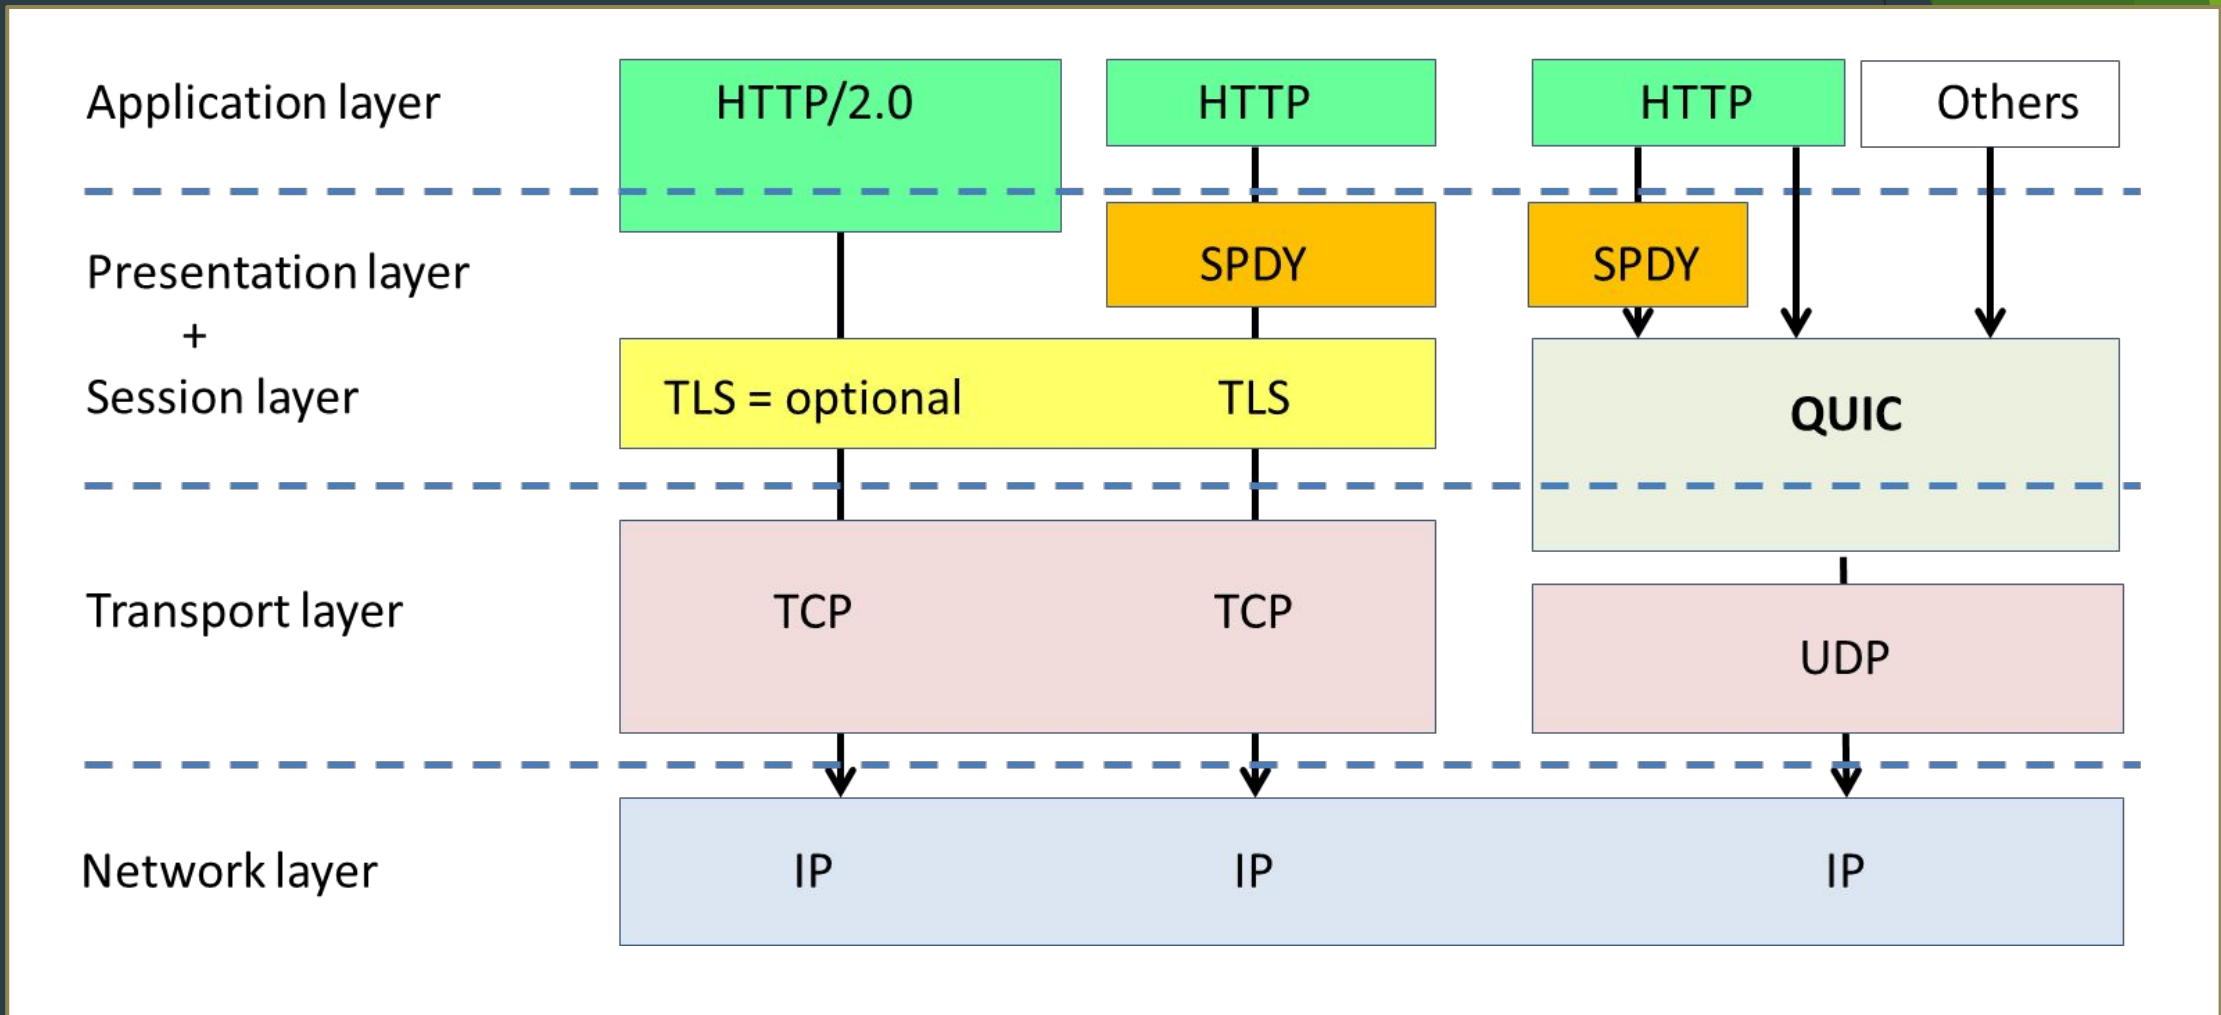 Application layer
HTTP/2.0
HTTP
HTTP
Others
Presentation layer
+
Session layer
SPDY
SPDY
TLS = optional
TLS
QUIC
Transport layer
TCP
TCP
UDP
Network layer
IP
IP
IP